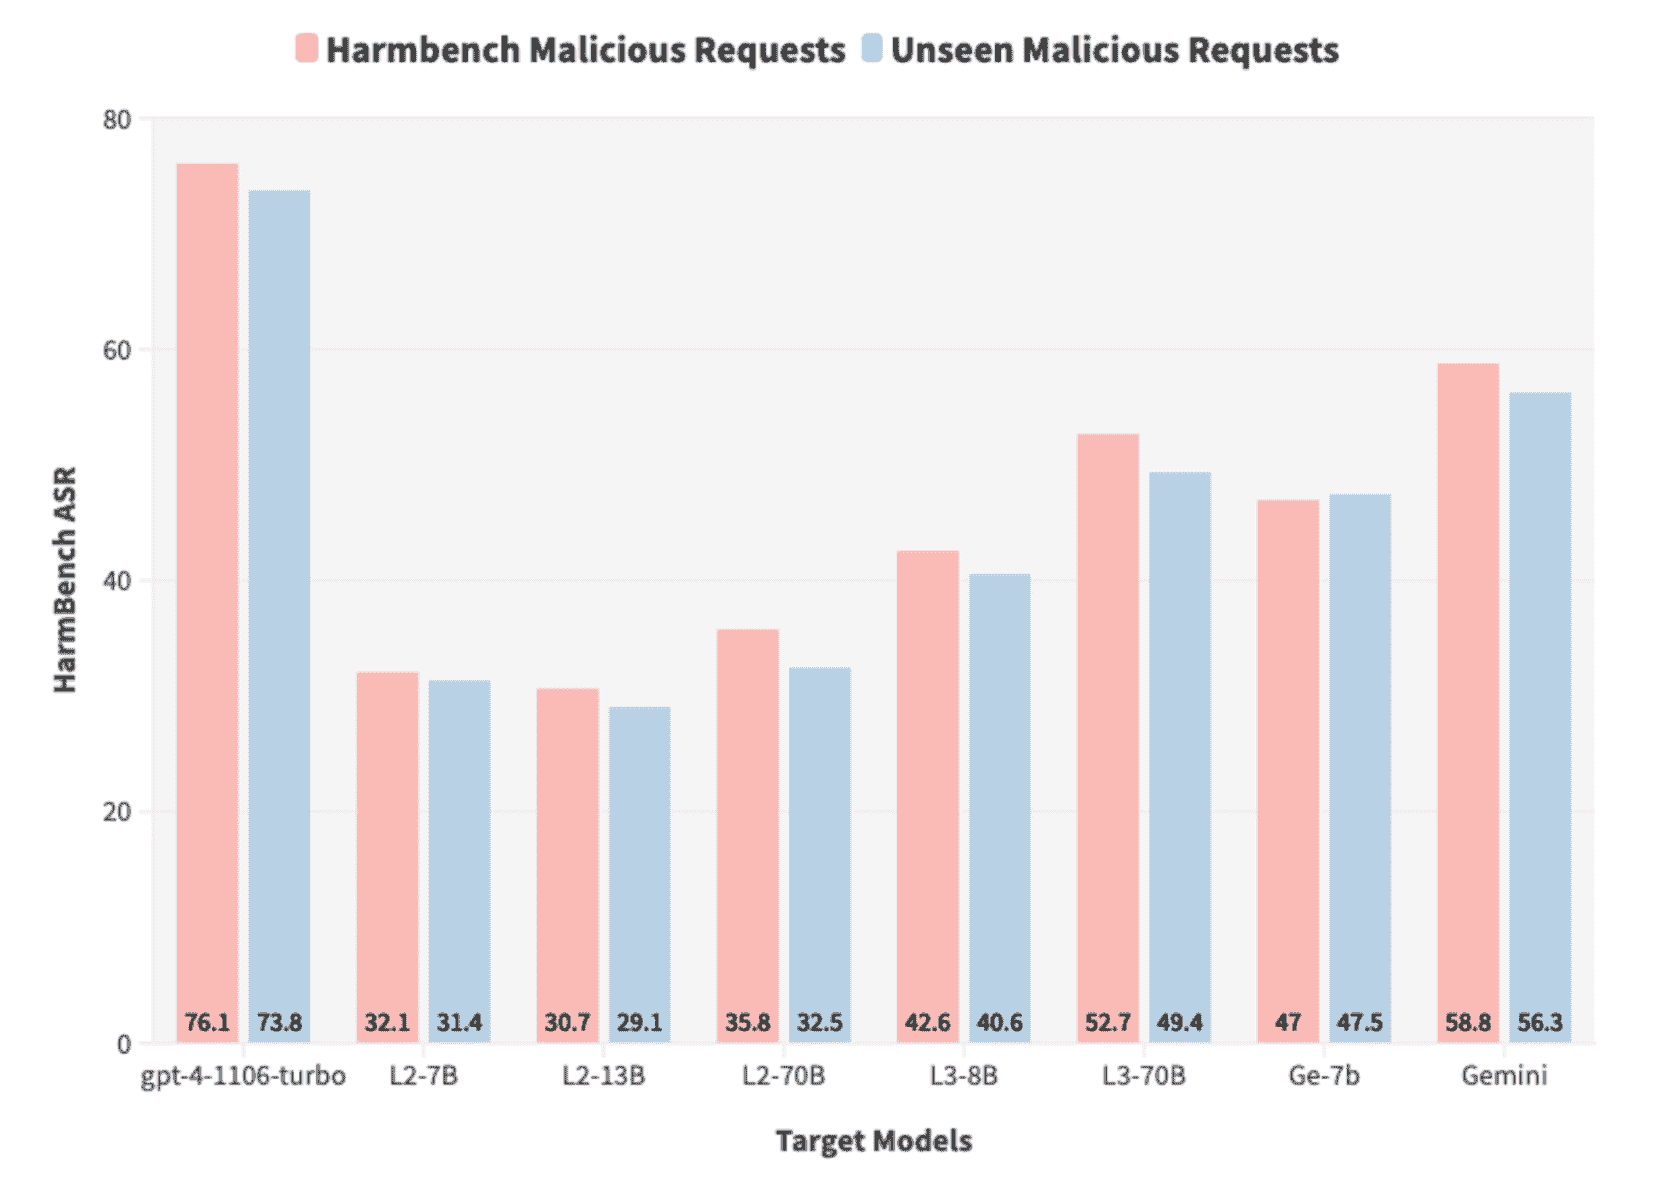 Harmbench Malicious Requests Unseen Malicious Requests
80
60
40
20
0
HarmBench ASR
76.1 73.8 32.1 31.4 30.7 29.1 35.8 32.5 42.6 40.6 52.7 49.4 47 47.5 58.8 56.3
gpt-4-1106-turbo L2-7B L2-13B L2-70B L3-8B L3-70B Ge-7b Gemini
Target Models